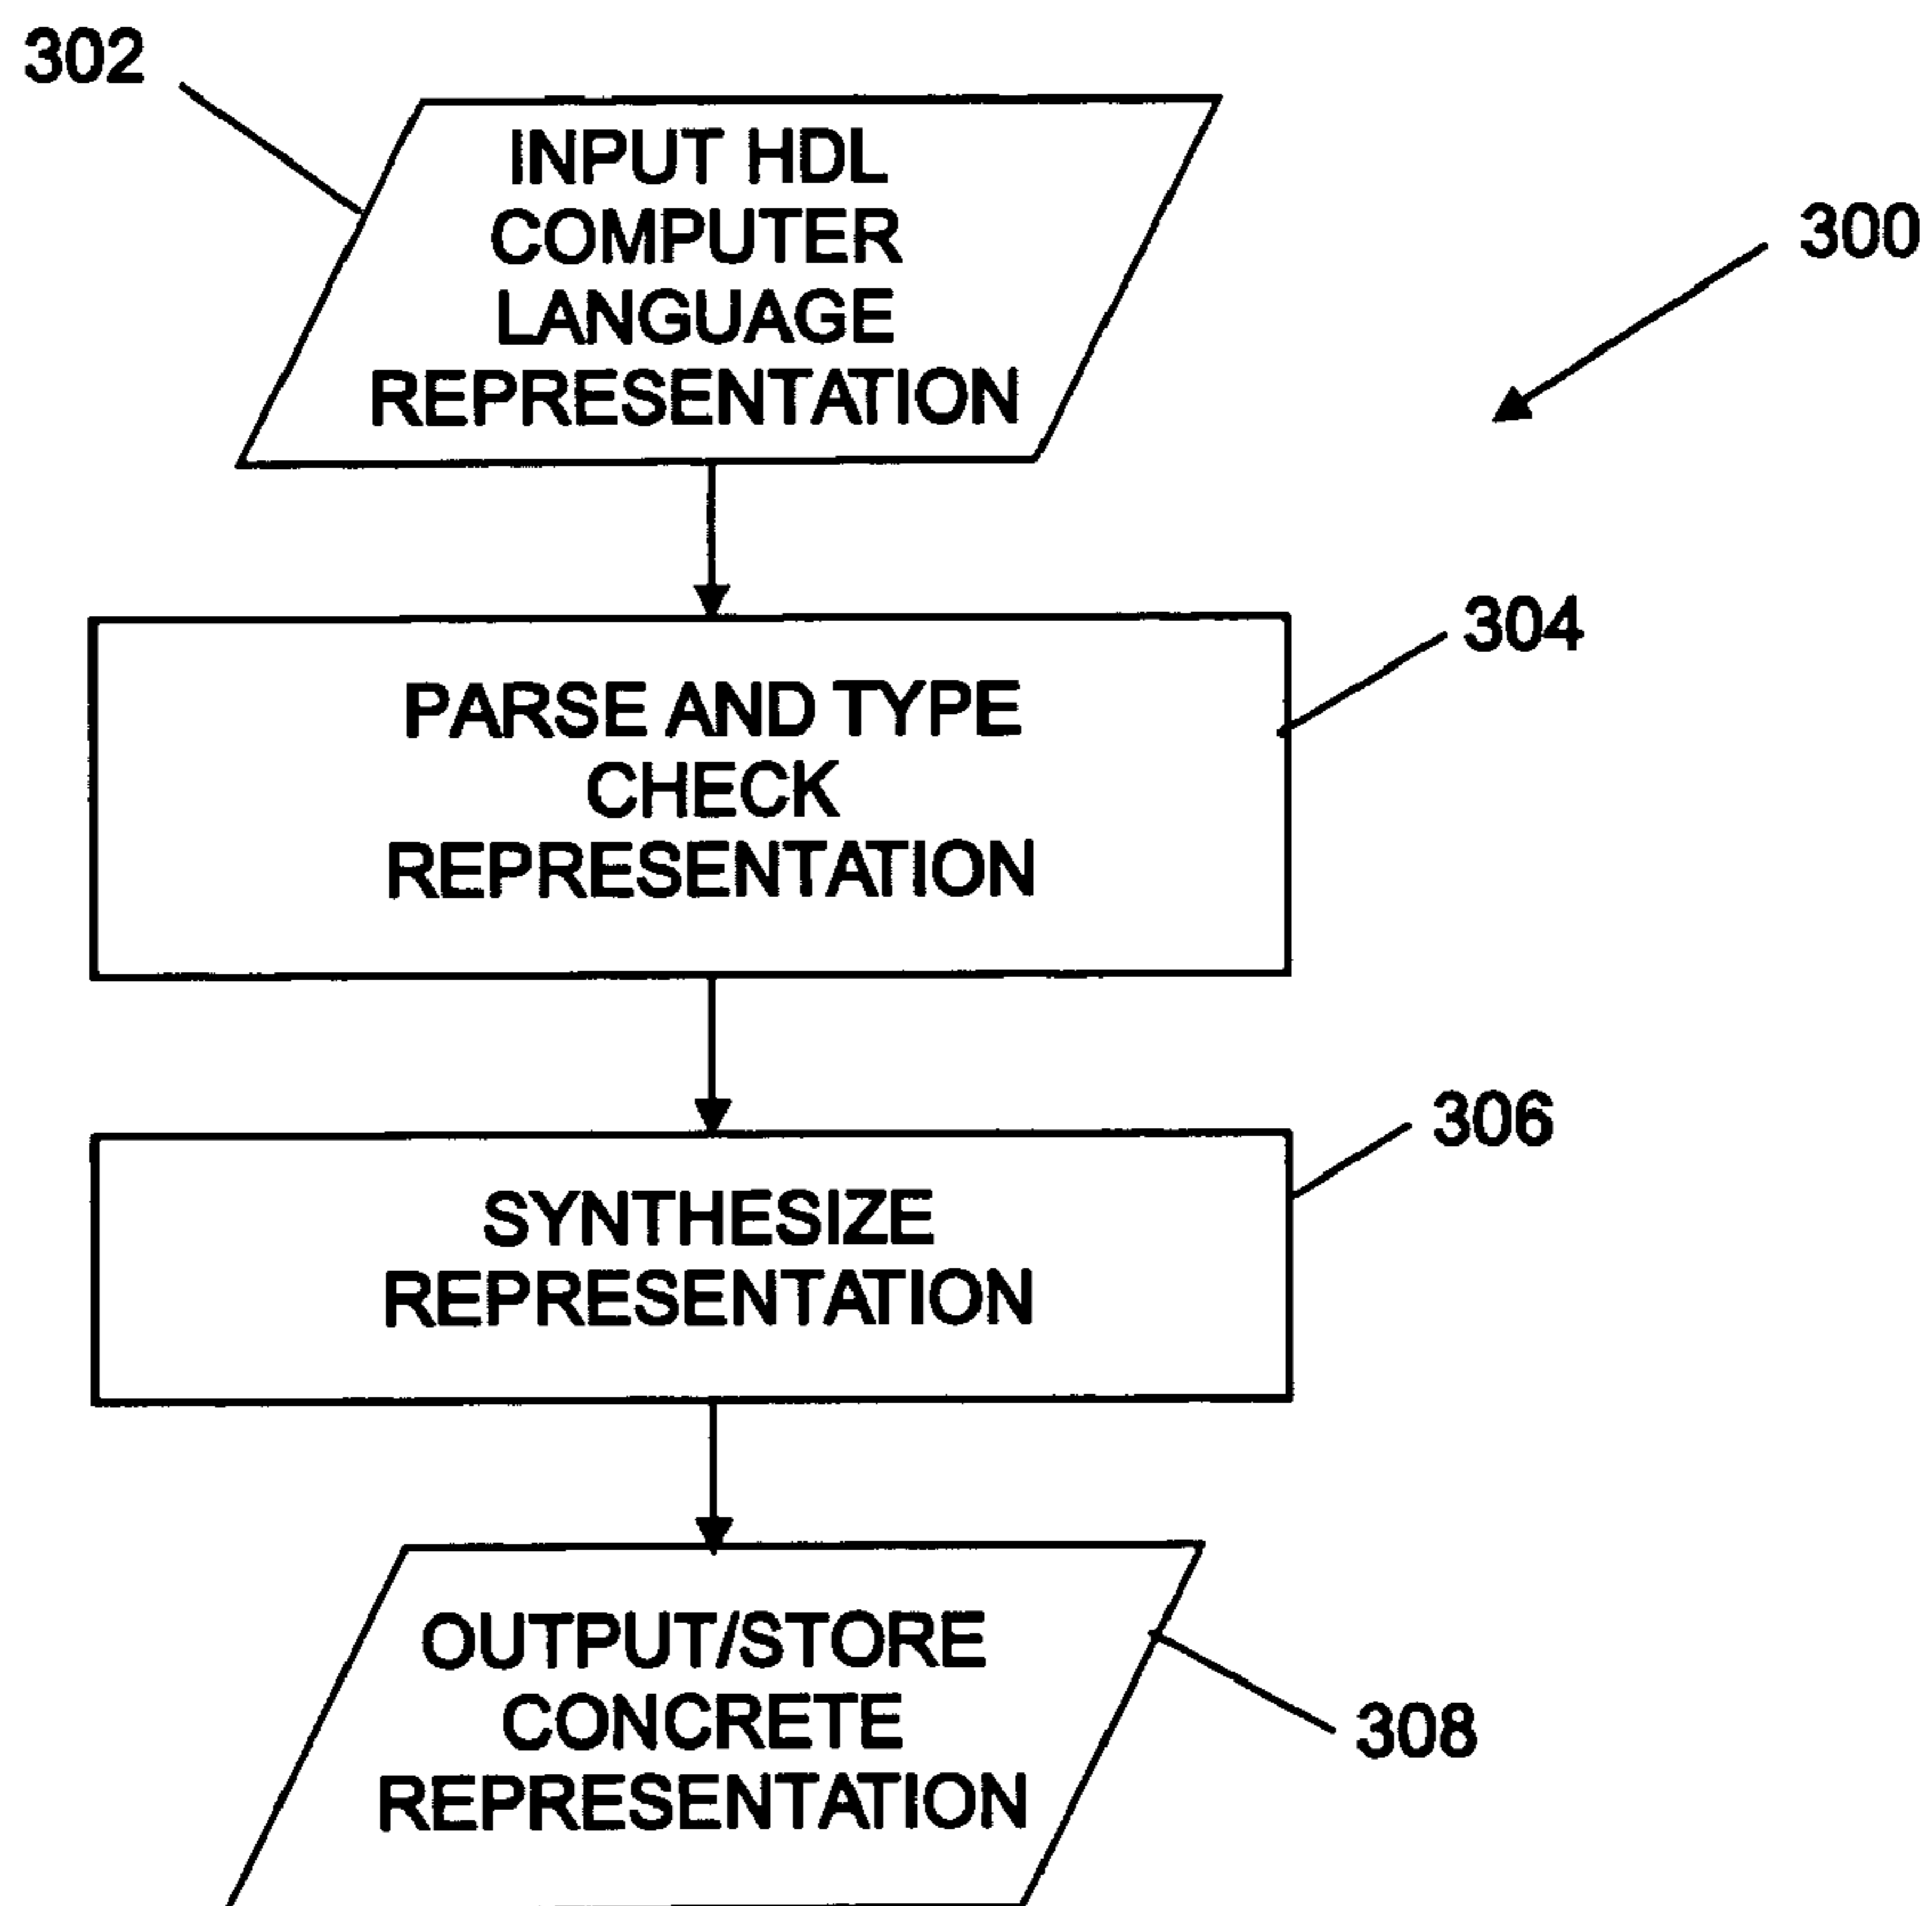 302
INPUT HDL
COMPUTER
LANGUAGE
REPRESENTATION
300
304
PARSE AND TYPE
CHECK
REPRESENTATION
306
SYNTHESIZE
REPRESENTATION
OUTPUT/STORE
CONCRETE
REPRESENTATION
308